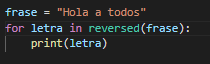 frase = "Hola a todos"
for letra in reversed(frase):
    print(letra)